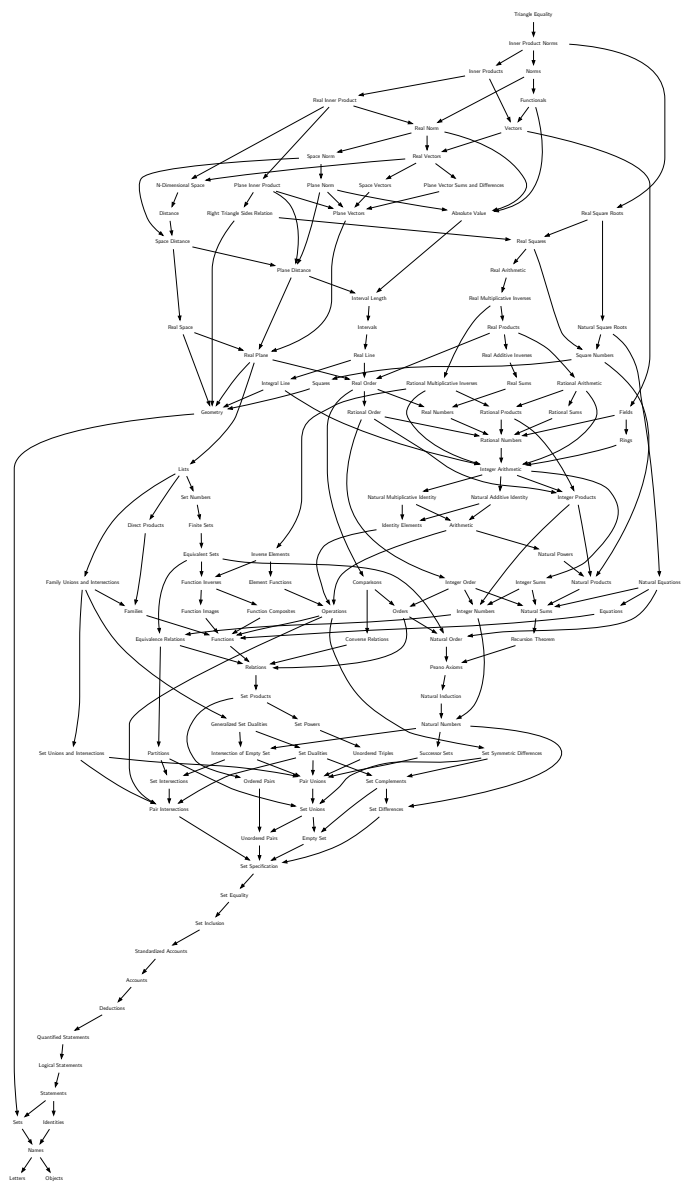 Triangle Equality
Inner Product Norms
Inner Products Norms
Real Inner Product Functionals
Real Norm Vectors
Space Norm Real Vectors
N-Dimensional Space Plane Inner Product Plane Norm Space Vectors Plane Vector Sums and Differences
Distance Right Triangle Sides Relation Plane Vectors Absolute Value Real Square Roots
Space Distance Real Squares
Plane Distance Real Arithmetic
Interval Length Real Multiplicative Inverses
Real Space Intervals Real Products Natural Square Roots
Real Plane Real Line Real Additive Inverses Square Numbers
Integral Line Squares Real Order Rational Multiplicative Inverses Real Sums Rational Arithmetic
Geometry Rational Order Real Numbers Rational Products Rational Sums Fields
Rational Numbers Rings
Lists Integer Arithmetic
Set Numbers Natural Multiplicative Identity Natural Additive Identity Integer Products
Direct Products Finite Sets Identity Elements Arithmetic
Equivalent Sets Inverse Elements Natural Powers
Family Unions and Intersections Function Inverses Element Functions Comparisons Integer Order Integer Sums Natural Products Natural Equations
Families Function Images Function Composites Operations Orders Integer Numbers Natural Sums Equations
Equivalence Relations Functions Converse Relations Natural Order Recursion Theorem
Relations Peano Axioms
Set Products Natural Induction
Generalized Set Dualities Set Powers Natural Numbers
Set Unions and Intersections Partitions Intersection of Empty Set Set Dualities Unordered Triples Successor Sets Set Symmetric Differences
Set Intersections Ordered Pairs Pair Unions Set Complements
Pair Intersections Set Unions Set Differences
Unordered Pairs Empty Set
Set Specification
Set Equality
Set Inclusion
Standardized Accounts
Accounts
Deductions
Quantified Statements
Logical Statements
Statements
Sets Identities
Names
Letters Objects